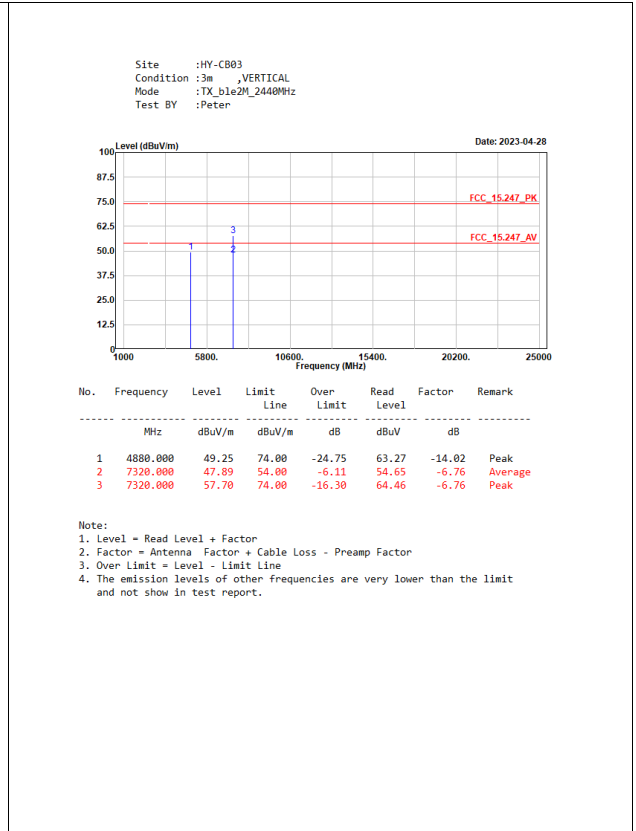 Site :HY-CB03
Condition :3m ,VERTICAL
Mode :TX_ble2M_2440MHz
Test BY :Peter
Level (dBuV/m) Date: 2023-04-28
100
87.5
75.0 FCC_15.247_PK
62.5
3
FCC_15.247_AV
1
2
50.0
37.5
25.0
12.5
0
1000 5800. 10600. 15400. 20200. 25000
Frequency (MHz)
No. Frequency Level Limit Over Read Factor Remark
Line Limit Level
------ ----------- -------- --------- --------- -------- -------- ---------
MHz dBuV/m dBuV/m dB dBuV dB
1 4880.000 49.25 74.00 -24.75 63.27 -14.02 Peak
2 7320.000 47.89 54.00 -6.11 54.65 -6.76 Average
3 7320.000 57.70 74.00 -16.30 64.46 -6.76 Peak
Note:
1. Level = Read Level + Factor
2. Factor = Antenna Factor + Cable Loss - Preamp Factor
3. Over Limit = Level - Limit Line
4. The emission levels of other frequencies are very lower than the limit
and not show in test report.